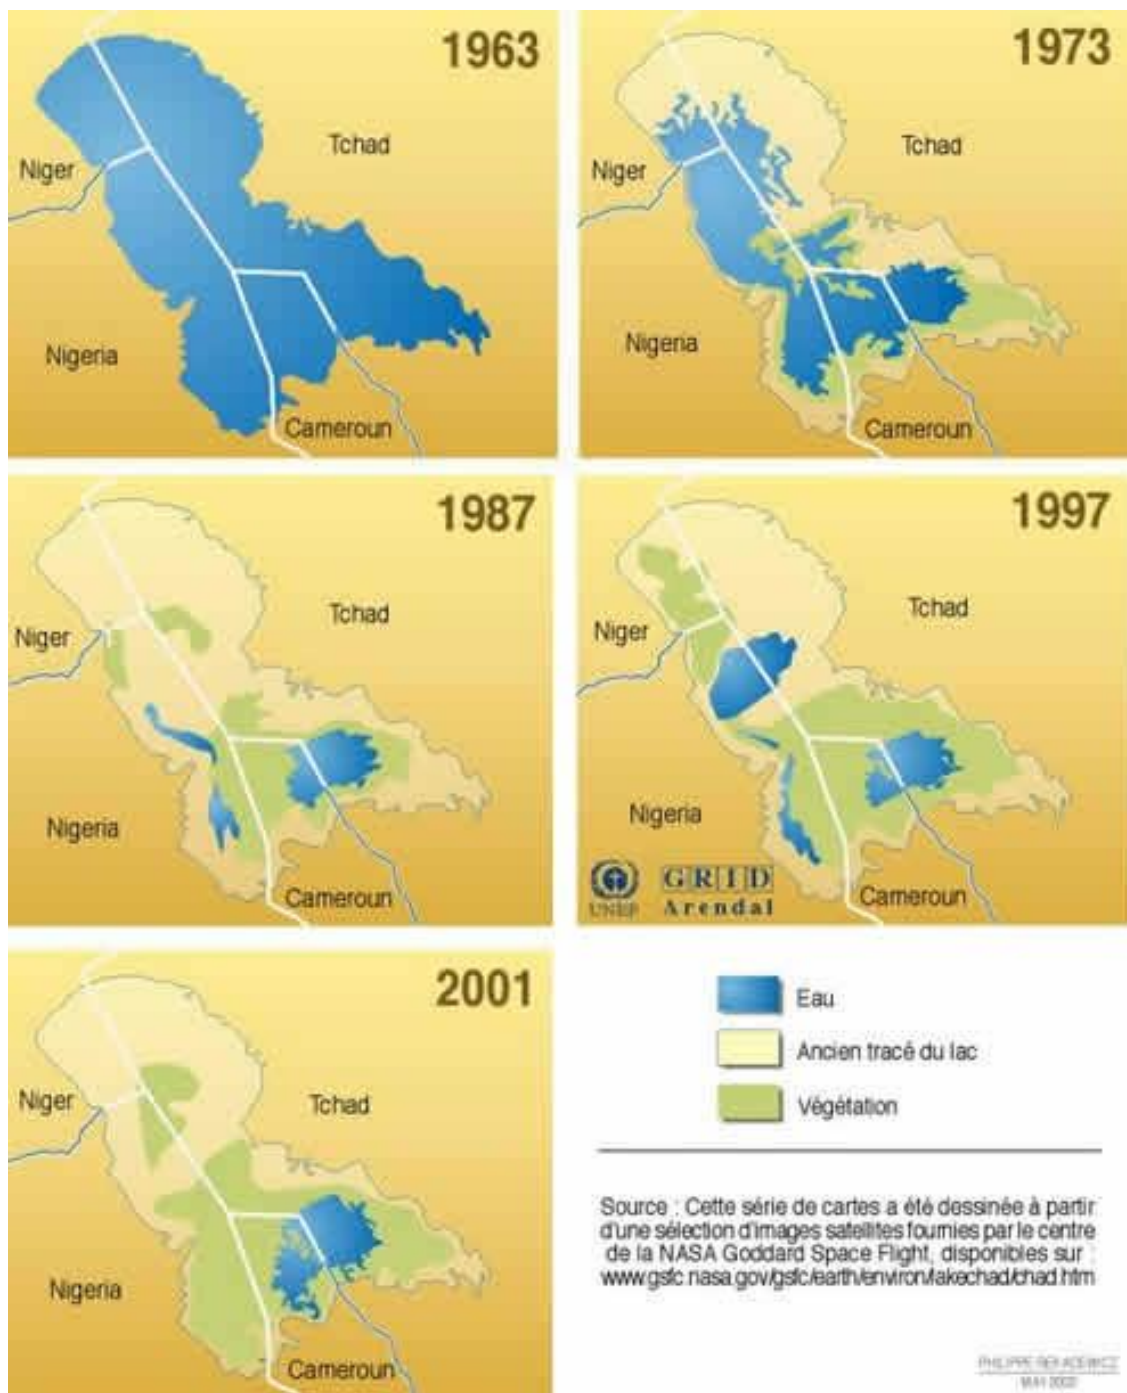 1963
Tchad
Niger
Nigeria
Cameroun
1973
Tchad
Niger
Nigeria
Cameroun
1987
Tchad
Niger
Nigeria
Cameroun
1997
Tchad
Niger
Nigeria
UNEP
GRID
Arendal
Cameroun
2001
Niger
Tchad
Nigeria
Cameroun
Eau
Ancien tracé du lac
Végétation
Source : Cette série de cartes a été dessinée à partir
d'une sélection d'images satellites fournies par le centre
de la NASA Goddard Space Flight, disponibles sur :
www.gsfc.nasa.gov/gsfc/earth/environ/lakechad/chad.htm
PHILIPPE REKACEWICZ